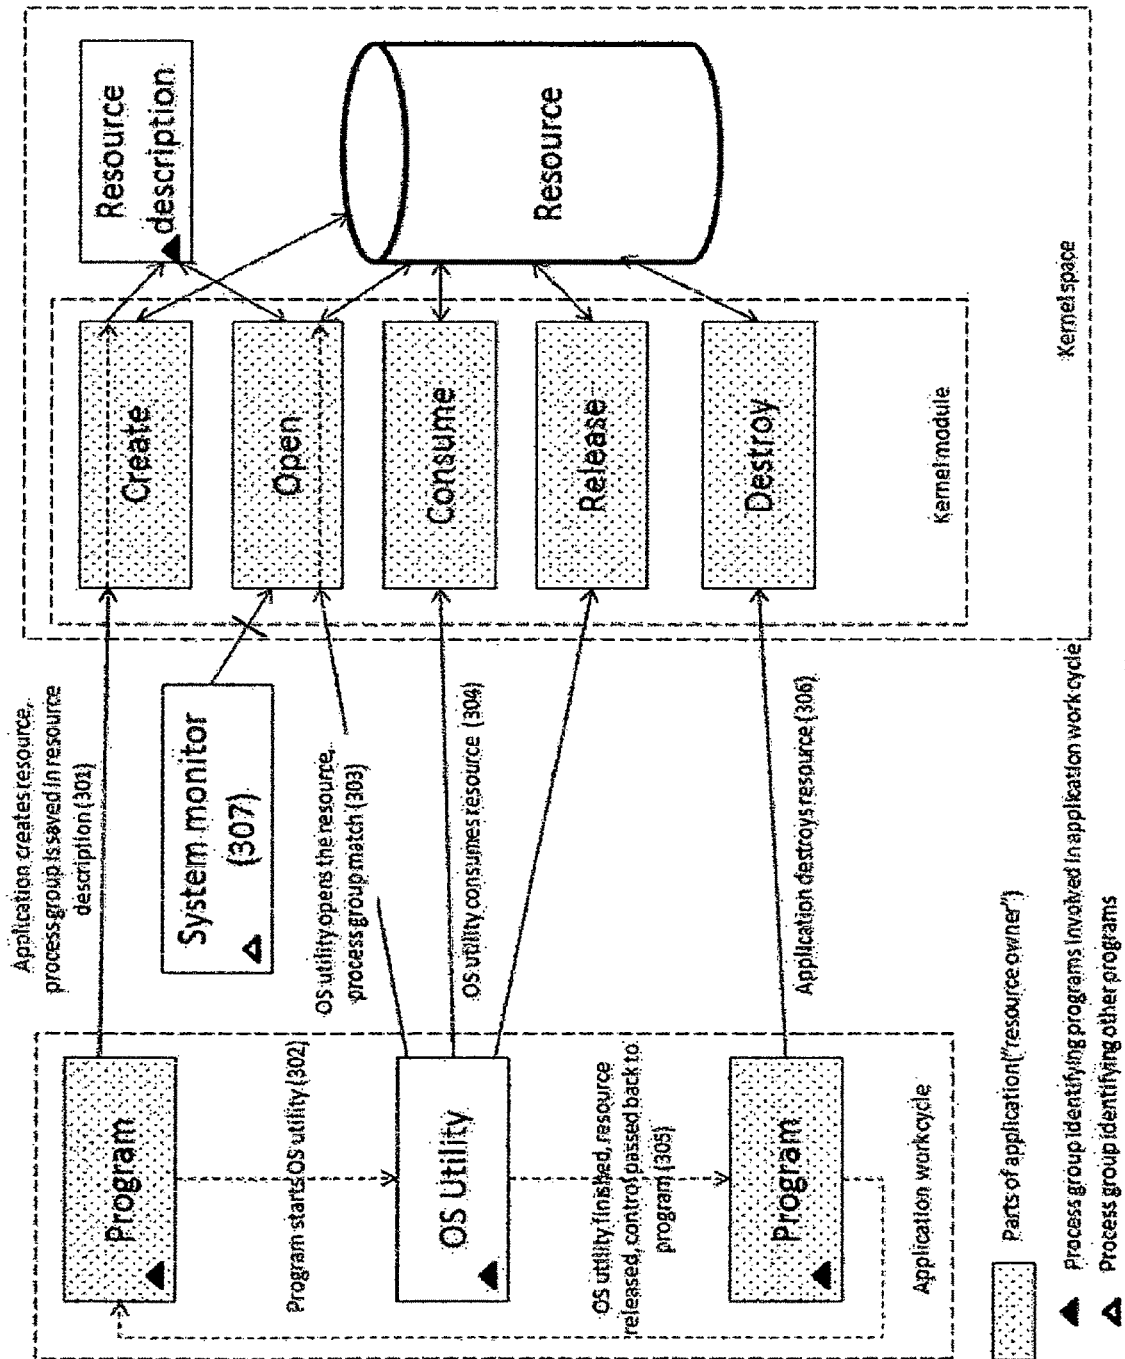 Program
OS Utility
Program
Application workcycle
Program starts OS utility (302)
OS utility finished, resource
released, control passed back to
program (305)
Application creates resource,
process group is saved in resource
description (301)
System monitor
(307)
OS utility opens the resource,
process group match (303)
OS utility consumes resource (304)
Application destroys resource (306)
Create
Open
Consume
Release
Destroy
Kernel module
Resource
description
Resource
Kernel space
Parts of application ("resource owner")
Process group identifying programs involved in application work cycle
Process group identifying other programs